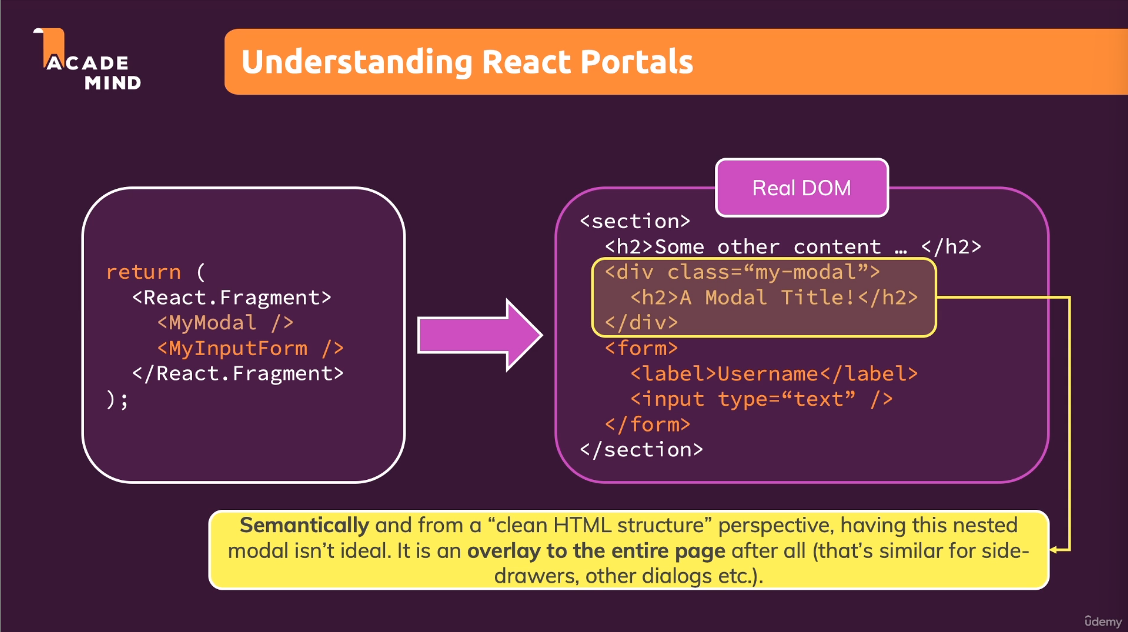 ACADE
MIND
Understanding React Portals
return (
<React.Fragment>
<MyModal />
<MyInputForm />
</React.Fragment>
);
Real DOM
<section>
<h2>Some other content … </h2>
<div class=“my-modal”>
<h2>A Modal Title!</h2>
</div>
<form>
<label>Username</label>
<input type=“text” />
</form>
</section>
Semantically and from a “clean HTML structure” perspective, having this nested
modal isn’t ideal. It is an overlay to the entire page after all (that’s similar for side-
drawers, other dialogs etc.).
ûdemy